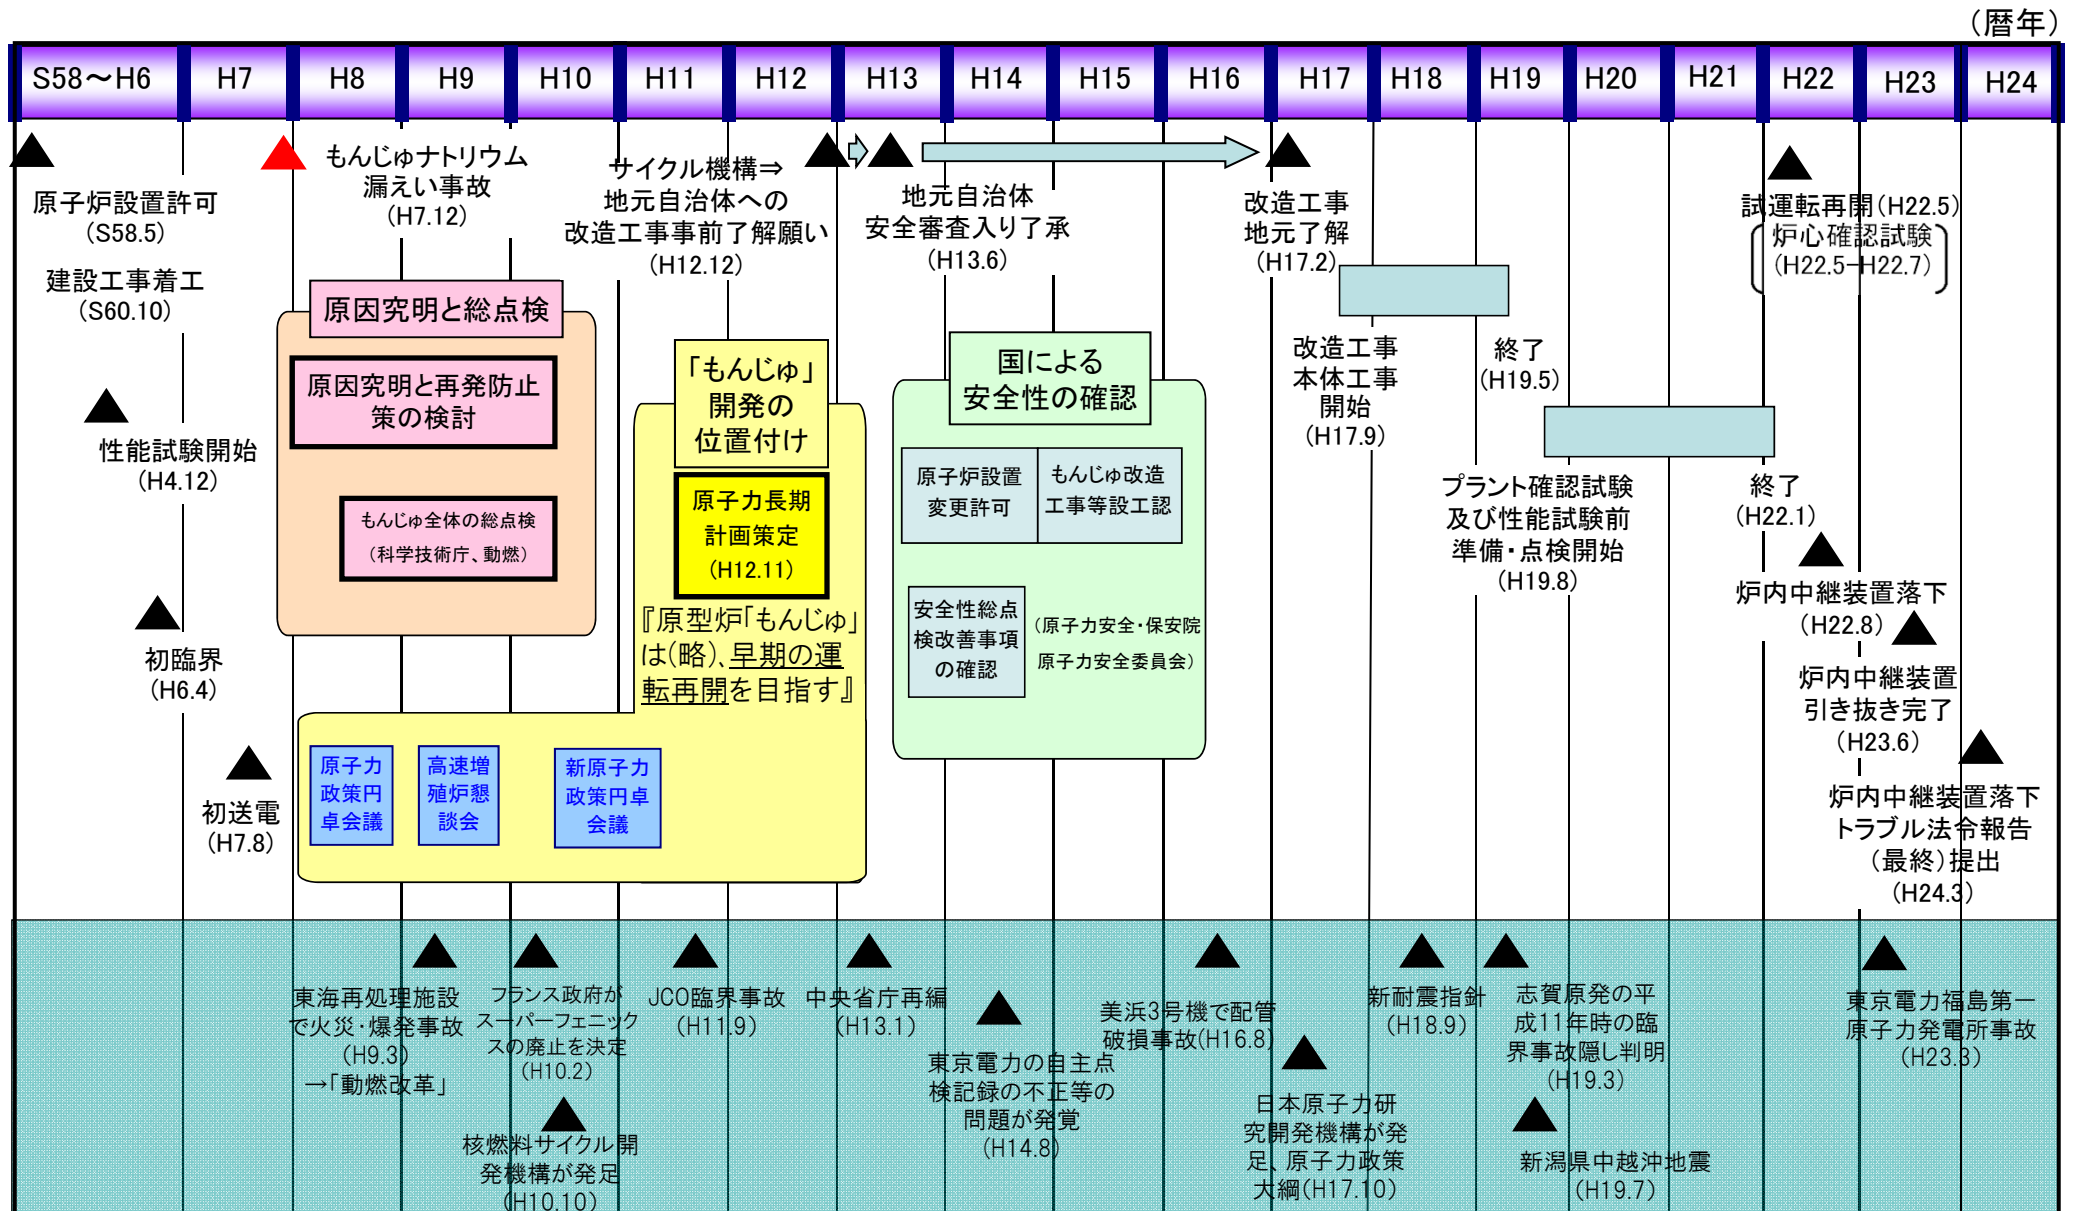 （暦年）
S58～H6
H7
H8
H9
H10
H11
H12
H13
H14
H15
H16
H17
H18
H19
H20
H21
H22
H23
H24
原子炉設置許可
（S58.5）
建設工事着工
（S60.10）
性能試験開始
（H4.12）
初臨界
（H6.4）
初送電
（H7.8）
もんじゅナトリウム
漏えい事故
（H7.12）
原因究明と総点検
原因究明と再発防止
策の検討
もんじゅ全体の総点検
（科学技術庁、動燃）
サイクル機構⇒
地元自治体への
改造工事事前了解願い
（H12.12）
「もんじゅ」
開発の
位置付け
原子力長期
計画策定
（H12.11）
『原型炉「もんじゅ」
は（略）、早期の運
転再開を目指す』
原子力
政策円
卓会議
高速増
殖炉懇
談会
新原子力
政策円卓
会議
地元自治体
安全審査入り了承
（H13.6）
国による
安全性の確認
原子炉設置
変更許可
もんじゅ改造
工事等設工認
安全性総点
検改善事項
の確認
（原子力安全・保安院
原子力安全委員会）
改造工事
地元了解
（H17.2）
改造工事
本体工事
開始
（H17.9）
終了
（H19.5）
プラント確認試験
及び性能試験前
準備・点検開始
（H19.8）
終了
（H22.1）
試運転再開（H22.5）
炉心確認試験
（H22.5-H22.7）
炉内中継装置落下
（H22.8）
炉内中継装置
引き抜き完了
（H23.6）
炉内中継装置落下
トラブル法令報告
（最終）提出
（H24.3）
東海再処理施設
で火災・爆発事故
（H9.3）
→「動燃改革」
フランス政府が
スーパーフェニック
スの廃止を決定
（H10.2）
核燃料サイクル開
発機構が発足
（H10.10）
JCO臨界事故
（H11.9）
中央省庁再編
（H13.1）
東京電力の自主点
検記録の不正等の
問題が発覚
（H14.8）
美浜3号機で配管
破損事故（H16.8）
日本原子力研
究開発機構が発
足、原子力政策
大綱（H17.10）
新耐震指針
（H18.9）
志賀原発の平
成11年時の臨
界事故隠し判明
（H19.3）
新潟県中越沖地震
（H19.7）
東京電力福島第一
原子力発電所事故
（H23.3）